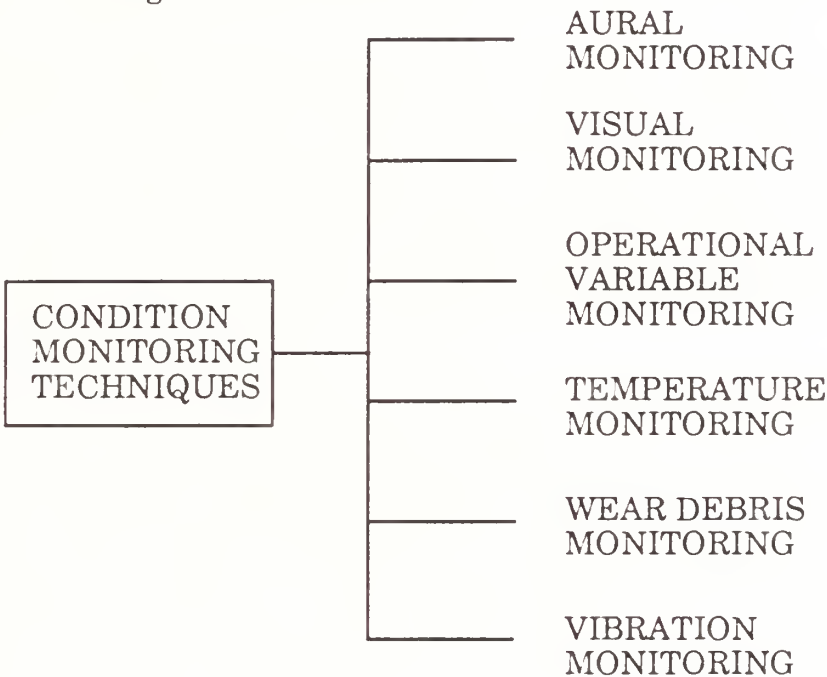 CONDITION
MONITORING
TECHNIQUES
AURAL
MONITORING
VISUAL
MONITORING
OPERATIONAL
VARIABLE
MONITORING
TEMPERATURE
MONITORING
WEAR DEBRIS
MONITORING
VIBRATION
MONITORING